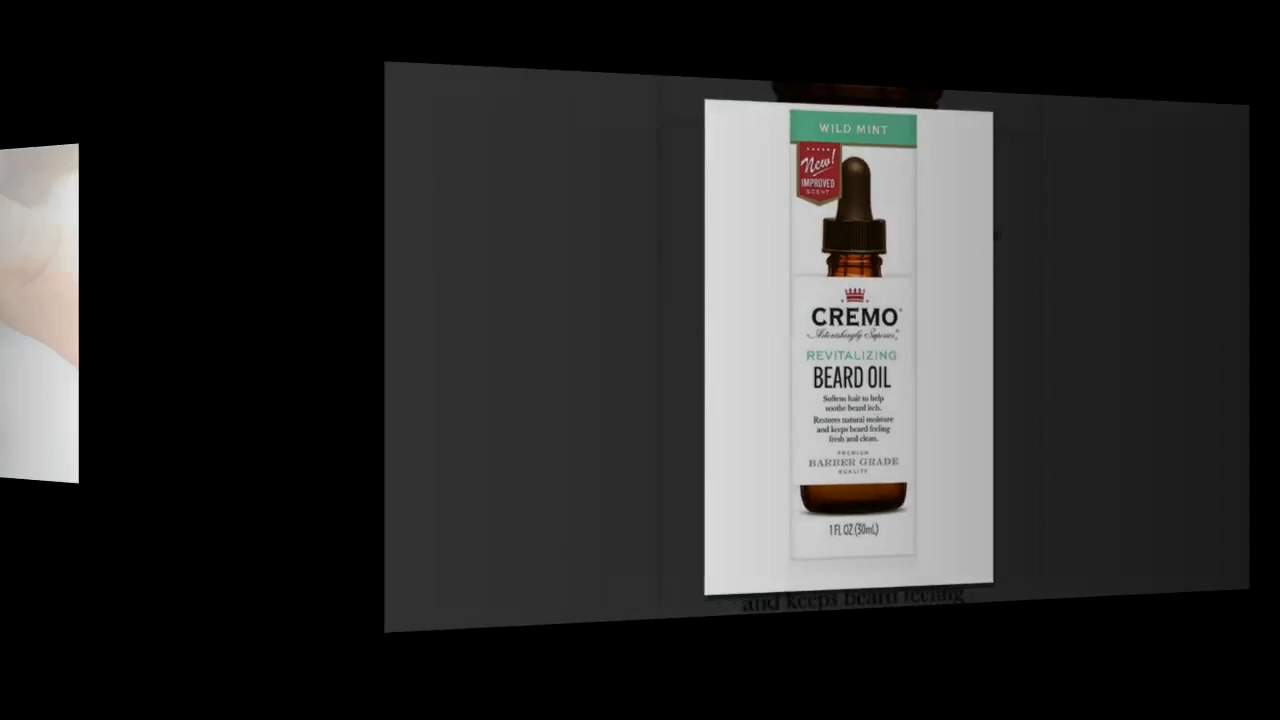 WILD MINT
New!
IMPROVED
SCENT
CREMO
Astonishingly Superior
REVITALIZING
BEARD OIL
Softens hair to help
soothe beard itch.
Restores natural moisture
and keeps beard feeling
fresh and clean.
PREMIUM
BARBER GRADE
QUALITY
1 FL OZ (30mL)
and keeps beard feeling